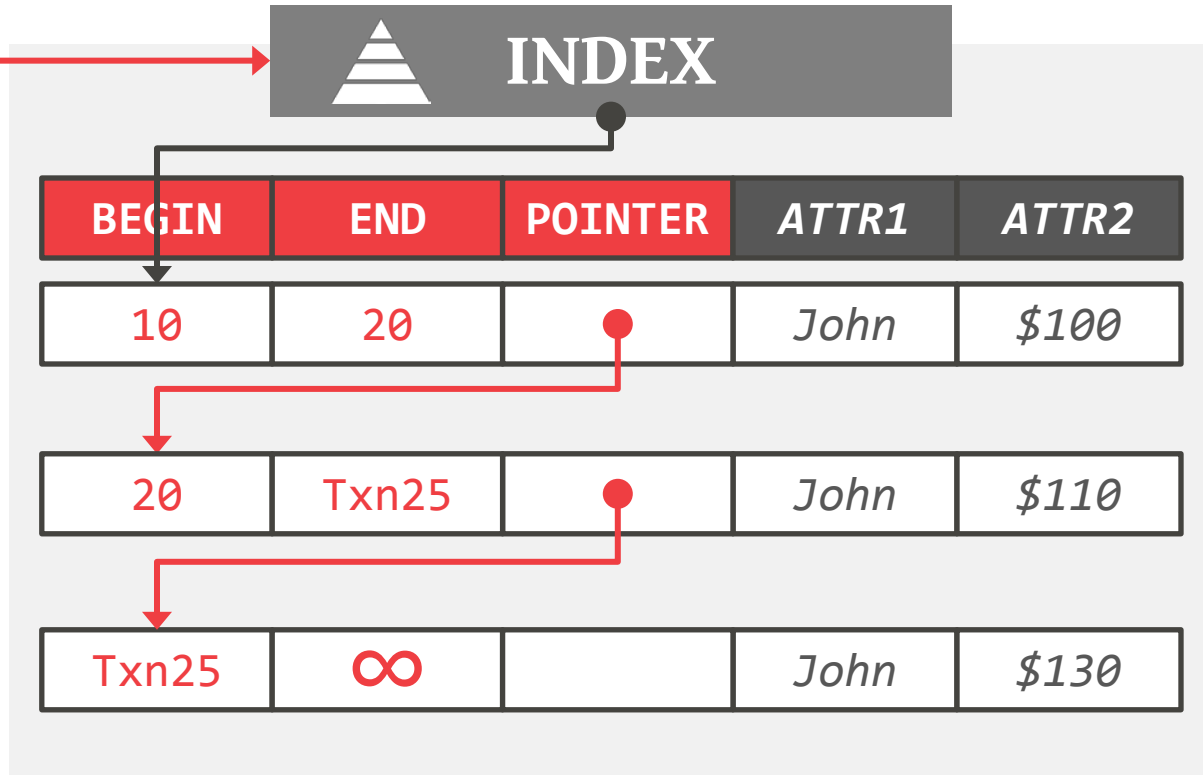 INDEX
BEGIN END POINTER ATTR1 ATTR2
10 20 John $100
20 Txn25 John $110
Txn25 ∞ John $130